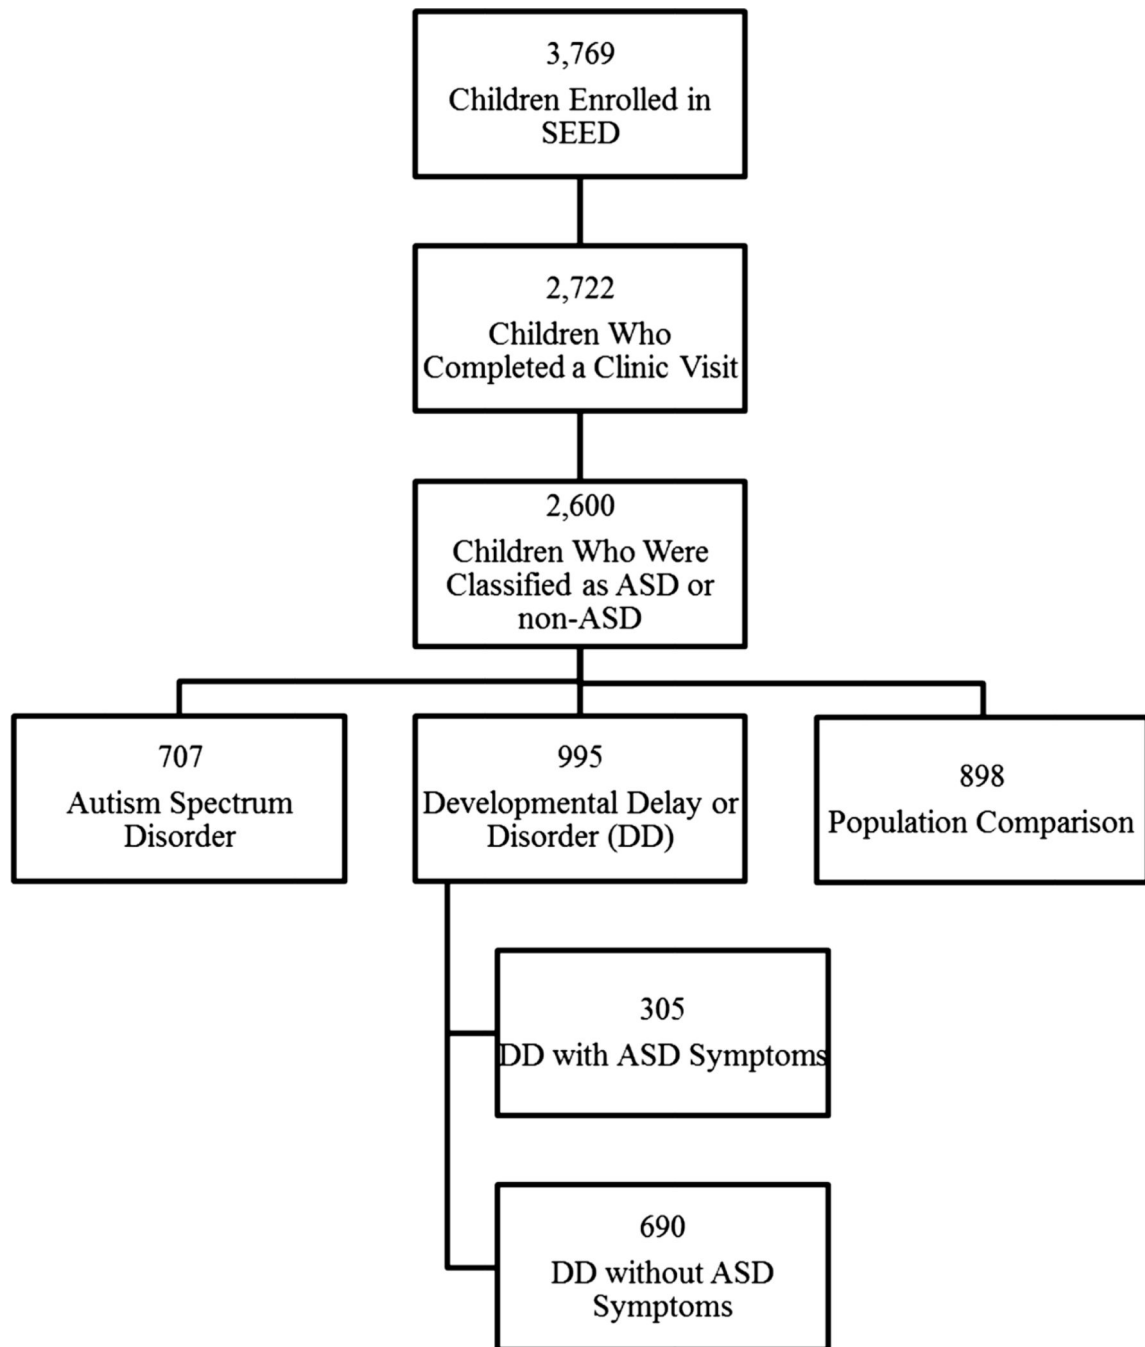 3,769
Children Enrolled in
SEED
2,722
Children Who
Completed a Clinic Visit
2,600
Children Who Were
Classified as ASD or
non-ASD
707
Autism Spectrum
Disorder
995
Developmental Delay or
Disorder (DD)
898
Population Comparison
305
DD with ASD Symptoms
690
DD without ASD
Symptoms